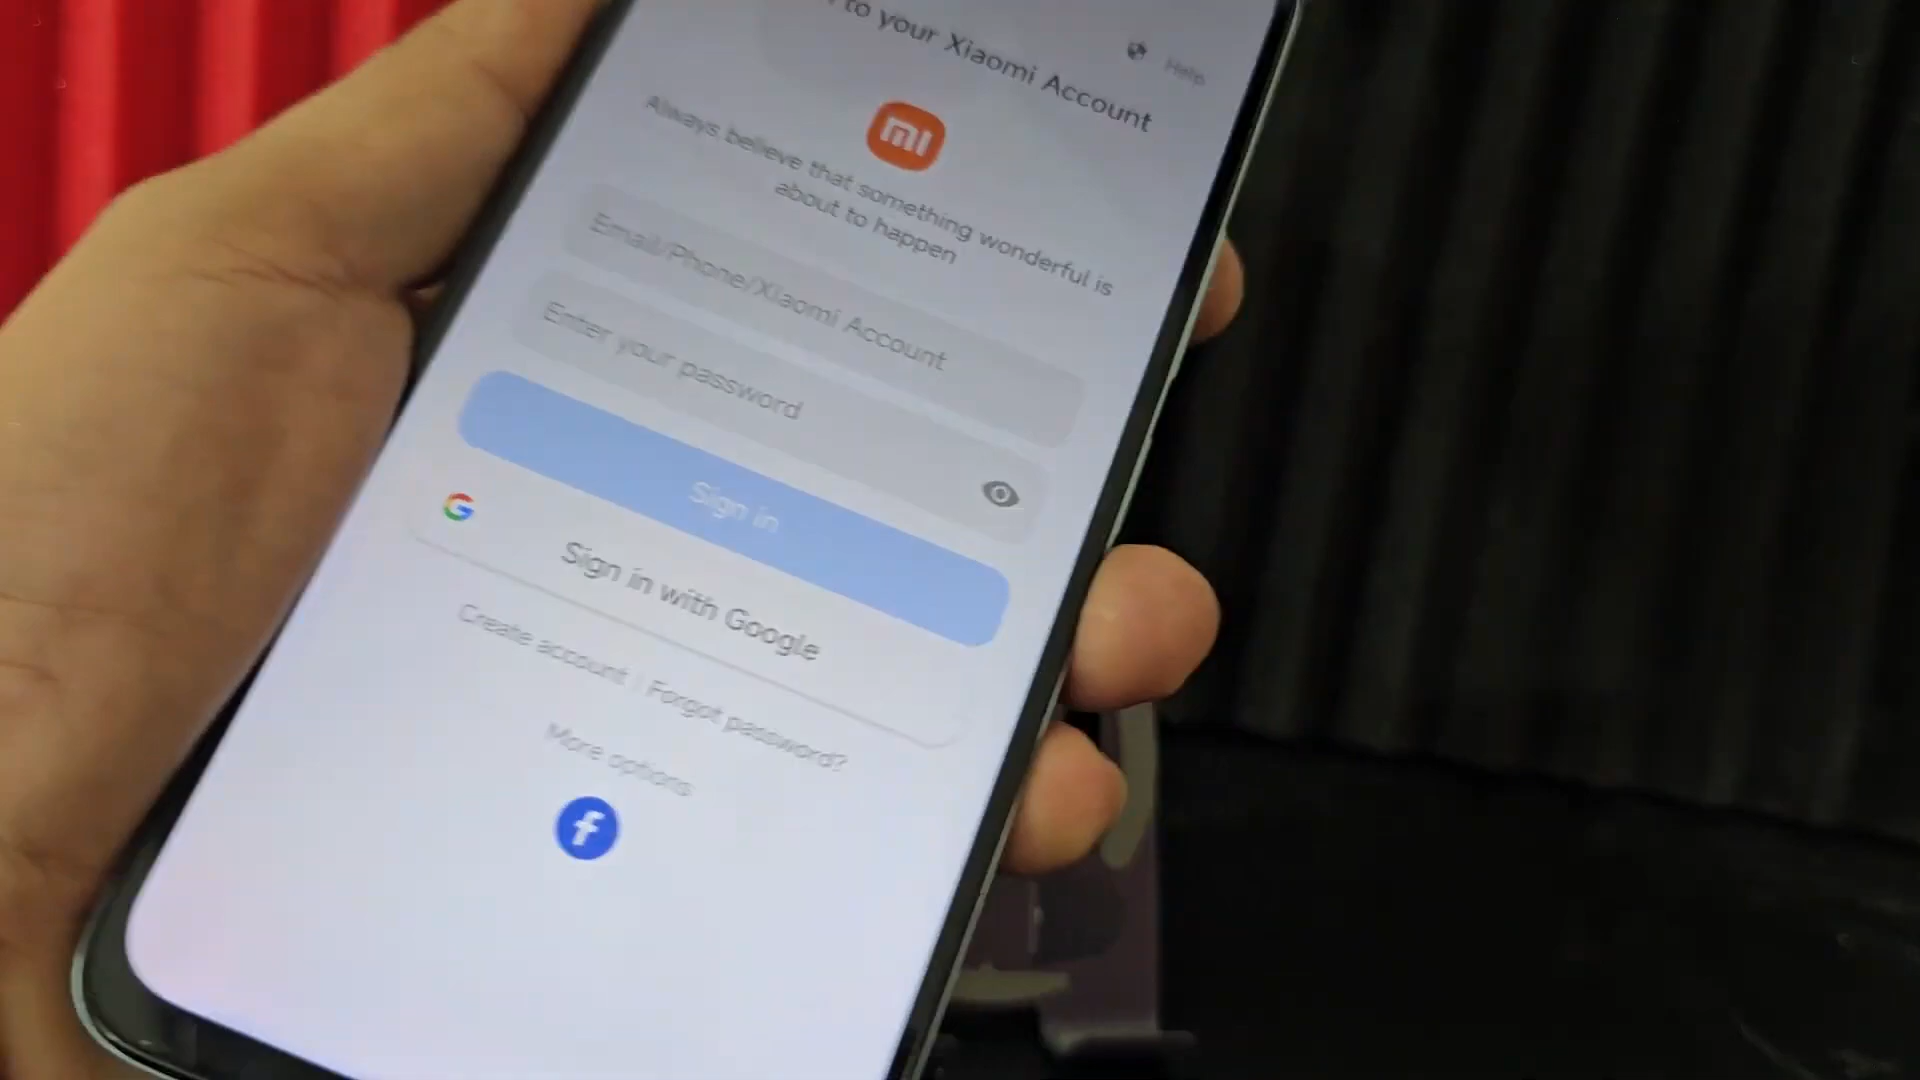 to your Xiaomi Account
Help
mi
Always believe that something wonderful is
about to happen
Email/Phone/Xiaomi Account
Enter your password
Sign in
G
Sign in with Google
Create account | Forgot password?
More options
f